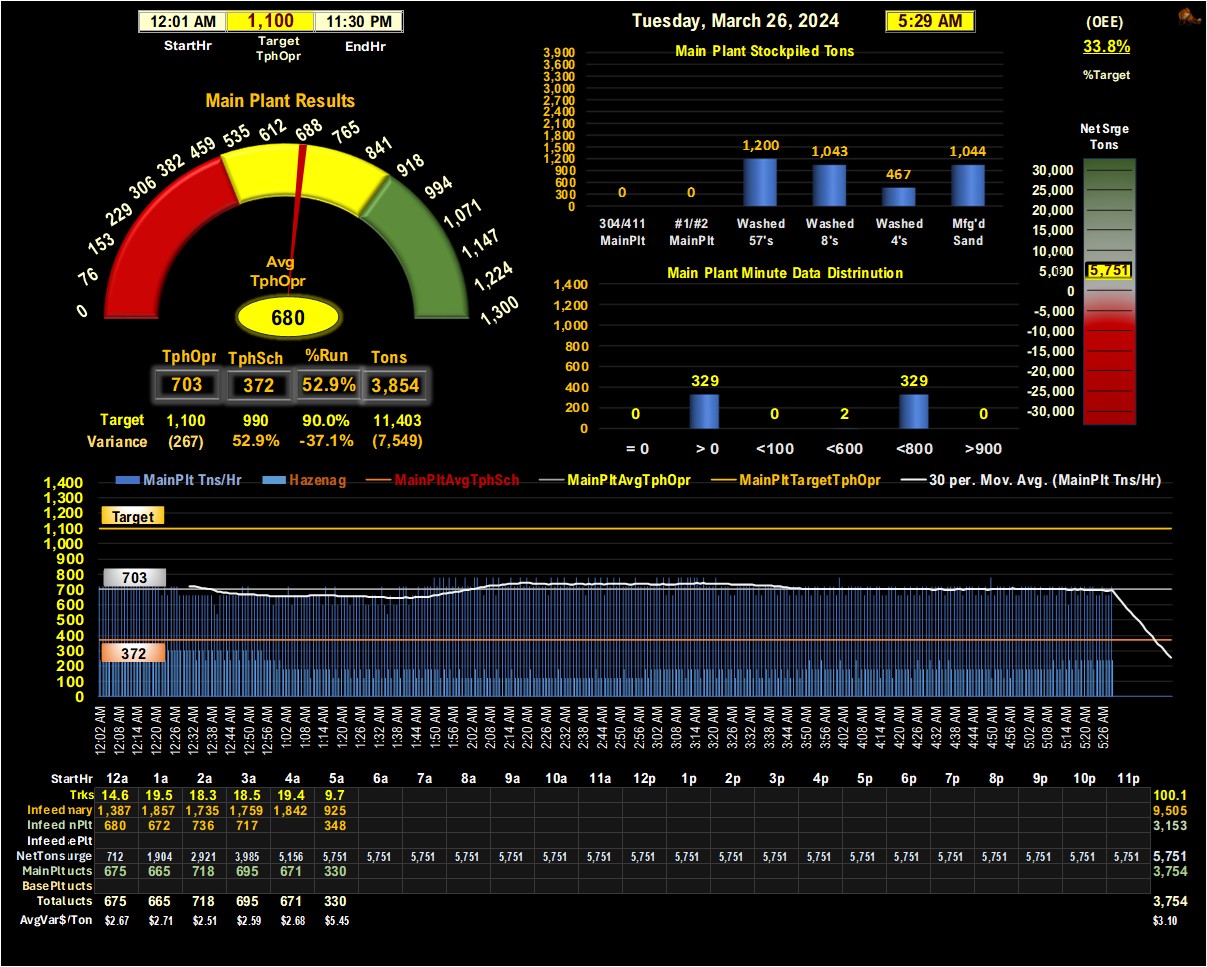 12:01 AM 1,100 11:30 PM
StartHr Target TphOpr EndHr
Tuesday, March 26, 2024 5:29 AM
(OEE)
33.8%
%Target
Main Plant Results
0 76 153 229 306 382 459 535 612 688 765 841 918 994 1,071 1,147 1,224 1,300
Avg
TphOpr
680
TphOpr TphSch %Run Tons
703 372 52.9% 3,854
Target 1,100 990 90.0% 11,403
Variance (267) 52.9% -37.1% (7,549)
Main Plant Stockpiled Tons
3,900
3,600
3,300
3,000
2,700
2,400
2,100
1,800
1,500
1,200
900
600
300
0
0 0 1,200 1,043 467 1,044
304/411 #1/#2 Washed Washed Washed Mfg'd
MainPlt MainPlt 57's 8's 4's Sand
Main Plant Minute Data Distrinution
1,400
1,200
1,000
800
600
400
200
0
0 329 0 2 329 0
= 0 > 0 <100 <600 <800 >900
Net Srge
Tons
30,000
25,000
20,000
15,000
10,000
5,000
0
-5,000
-10,000
-15,000
-20,000
-25,000
-30,000
5,751
MainPlt Tns/Hr Hazenag MainPltAvgTphSch MainPltAvgTphOpr MainPltTargetTphOpr 30 per. Mov. Avg. (MainPlt Tns/Hr)
1,400
1,300
1,200
1,100
1,000
900
800
700
600
500
400
300
200
100
0
Target
703
372
12:02 AM 12:08 AM 12:14 AM 12:20 AM 12:26 AM 12:32 AM 12:38 AM 12:44 AM 12:50 AM 12:56 AM 1:02 AM 1:08 AM 1:14 AM 1:20 AM 1:26 AM 1:32 AM 1:38 AM 1:44 AM 1:50 AM 1:56 AM 2:02 AM 2:08 AM 2:14 AM 2:20 AM 2:26 AM 2:32 AM 2:38 AM 2:44 AM 2:50 AM 2:56 AM 3:02 AM 3:08 AM 3:14 AM 3:20 AM 3:26 AM 3:32 AM 3:38 AM 3:44 AM 3:50 AM 3:56 AM 4:02 AM 4:08 AM 4:14 AM 4:20 AM 4:26 AM 4:32 AM 4:38 AM 4:44 AM 4:50 AM 4:56 AM 5:02 AM 5:08 AM 5:14 AM 5:20 AM 5:26 AM
StartHr 12a 1a 2a 3a 4a 5a 6a 7a 8a 9a 10a 11a 12p 1p 2p 3p 4p 5p 6p 7p 8p 9p 10p 11p
Trks 14.6 19.5 18.3 18.5 19.4 9.7 100.1
Infeed nary 1,387 1,857 1,735 1,759 1,842 925 9,505
Infeed nPlt 680 672 736 717 348 3,153
Infeed ePlt
NetTons urge 712 1,904 2,921 3,985 5,156 5,751 5,751 5,751 5,751 5,751 5,751 5,751 5,751 5,751 5,751 5,751 5,751 5,751 5,751 5,751 5,751 5,751 5,751 5,751 5,751
MainPlt ucts 675 665 718 695 671 330 3,754
BasePlt ucts
Total ucts 675 665 718 695 671 330 3,754
AvgVar$/Ton $2.67 $2.71 $2.51 $2.59 $2.68 $5.45 $3.10